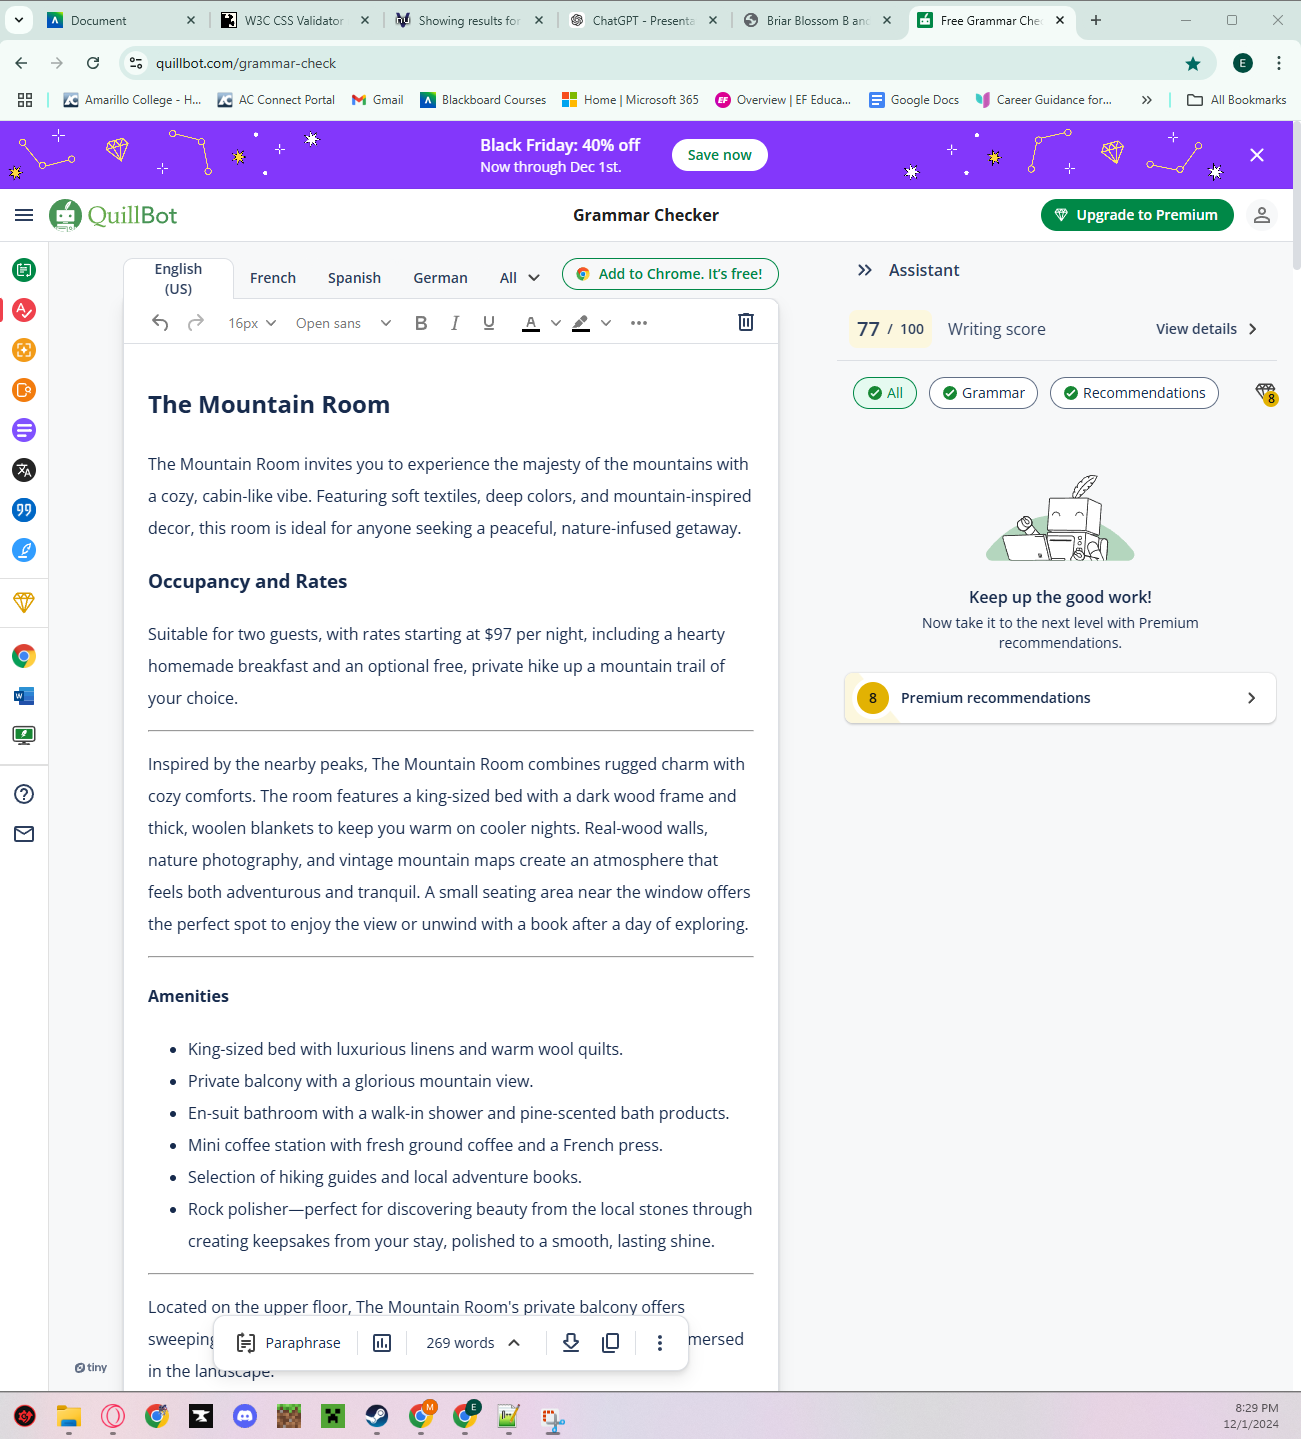 Document
W3C CSS Validator
Showing results for
ChatGPT - Presenta
Briar Blossom B and
Free Grammar Chec
quillbot.com/grammar-check
E
Amarillo College - H...
AC Connect Portal
Gmail
Blackboard Courses
Home | Microsoft 365
EF
Overview | EF Educa...
Google Docs
Career Guidance for...
All Bookmarks
Black Friday: 40% off
Now through Dec 1st.
Save now
QuillBot
Grammar Checker
Upgrade to Premium
English
(US)
French
Spanish
German
All
Add to Chrome. It's free!
16px
Open sans
B
I
U
A
Assistant
77 / 100
Writing score
View details
All
Grammar
Recommendations
8
The Mountain Room
The Mountain Room invites you to experience the majesty of the mountains with
a cozy, cabin-like vibe. Featuring soft textiles, deep colors, and mountain-inspired
decor, this room is ideal for anyone seeking a peaceful, nature-infused getaway.
Occupancy and Rates
Suitable for two guests, with rates starting at $97 per night, including a hearty
homemade breakfast and an optional free, private hike up a mountain trail of
your choice.
Inspired by the nearby peaks, The Mountain Room combines rugged charm with
cozy comforts. The room features a king-sized bed with a dark wood frame and
thick, woolen blankets to keep you warm on cooler nights. Real-wood walls,
nature photography, and vintage mountain maps create an atmosphere that
feels both adventurous and tranquil. A small seating area near the window offers
the perfect spot to enjoy the view or unwind with a book after a day of exploring.
Amenities
King-sized bed with luxurious linens and warm wool quilts.
Private balcony with a glorious mountain view.
En-suit bathroom with a walk-in shower and pine-scented bath products.
Mini coffee station with fresh ground coffee and a French press.
Selection of hiking guides and local adventure books.
Rock polisher—perfect for discovering beauty from the local stones through
creating keepsakes from your stay, polished to a smooth, lasting shine.
Located on the upper floor, The Mountain Room's private balcony offers
sweeping mersed
in the landscape.
Keep up the good work!
Now take it to the next level with Premium
recommendations.
8
Premium recommendations
Paraphrase
269 words
tiny
M
E
8:29 PM
12/1/2024